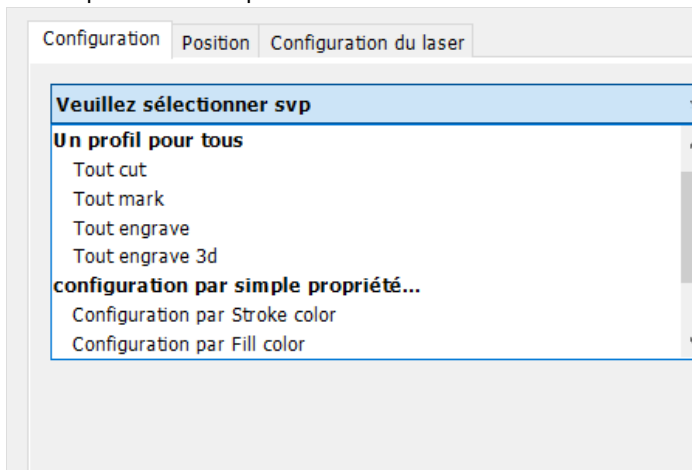 Configuration Position Configuration du laser
Veuillez sélectionner svp
Un profil pour tous
Tout cut
Tout mark
Tout engrave
Tout engrave 3d
configuration par simple propriété...
Configuration par Stroke color
Configuration par Fill color